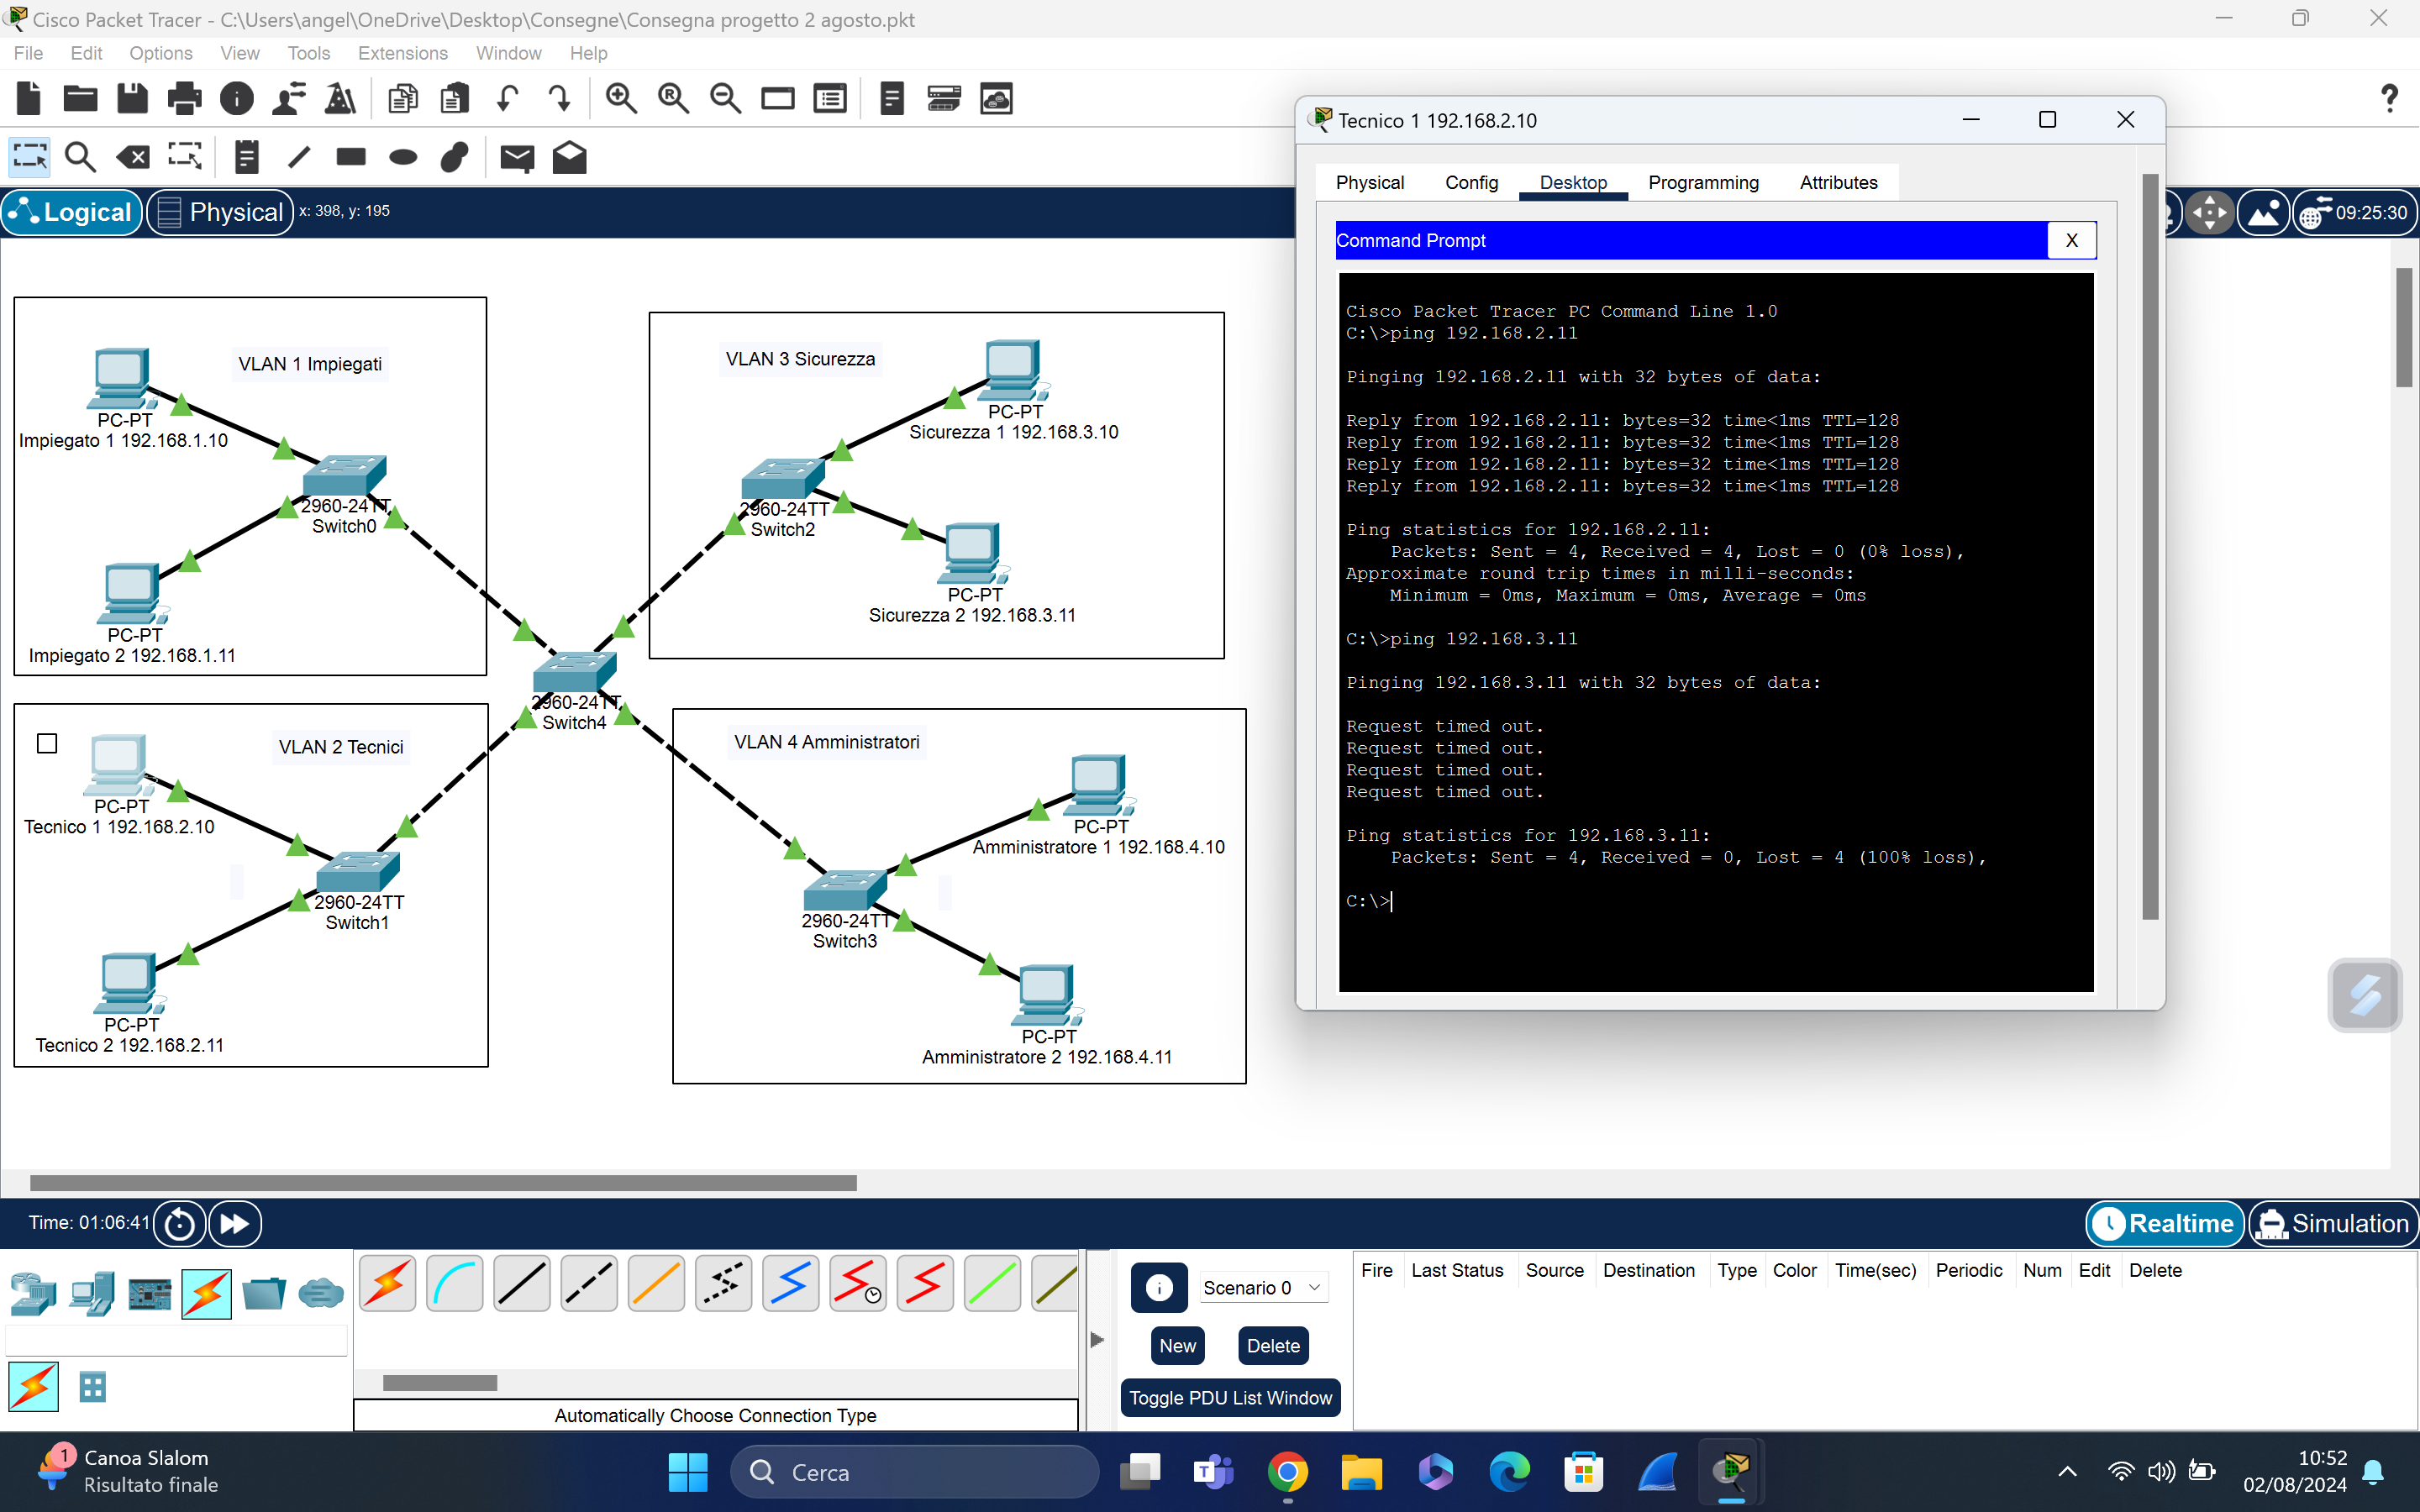 Cisco Packet Tracer - C:\Users\angel\OneDrive\Desktop\Consegne\Consegna progetto 2 agosto.pkt
File Edit Options View Tools Extensions Window Help
Logical Physical x: 398, y: 195
09:25:30
VLAN 1 Impiegati
PC-PT
Impiegato 1 192.168.1.10
2960-24TT
Switch0
PC-PT
Impiegato 2 192.168.1.11
VLAN 3 Sicurezza
PC-PT
Sicurezza 1 192.168.3.10
2960-24TT
Switch2
PC-PT
Sicurezza 2 192.168.3.11
2960-24TT
Switch4
VLAN 2 Tecnici
PC-PT
Tecnico 1 192.168.2.10
2960-24TT
Switch1
PC-PT
Tecnico 2 192.168.2.11
VLAN 4 Amministratori
PC-PT
Amministratore 1 192.168.4.10
2960-24TT
Switch3
PC-PT
Amministratore 2 192.168.4.11
Tecnico 1 192.168.2.10
Physical Config Desktop Programming Attributes
Command Prompt X
Cisco Packet Tracer PC Command Line 1.0
C:\>ping 192.168.2.11
Pinging 192.168.2.11 with 32 bytes of data:
Reply from 192.168.2.11: bytes=32 time<1ms TTL=128
Reply from 192.168.2.11: bytes=32 time<1ms TTL=128
Reply from 192.168.2.11: bytes=32 time<1ms TTL=128
Reply from 192.168.2.11: bytes=32 time<1ms TTL=128
Ping statistics for 192.168.2.11:
Packets: Sent = 4, Received = 4, Lost = 0 (0% loss),
Approximate round trip times in milli-seconds:
Minimum = 0ms, Maximum = 0ms, Average = 0ms
C:\>ping 192.168.3.11
Pinging 192.168.3.11 with 32 bytes of data:
Request timed out.
Request timed out.
Request timed out.
Request timed out.
Ping statistics for 192.168.3.11:
Packets: Sent = 4, Received = 0, Lost = 4 (100% loss),
C:\>
Time: 01:06:41
Realtime Simulation
Automatically Choose Connection Type
Scenario 0
New Delete
Toggle PDU List Window
Fire Last Status Source Destination Type Color Time(sec) Periodic Num Edit Delete
1
Canoa Slalom
Risultato finale
Cerca
10:52
02/08/2024